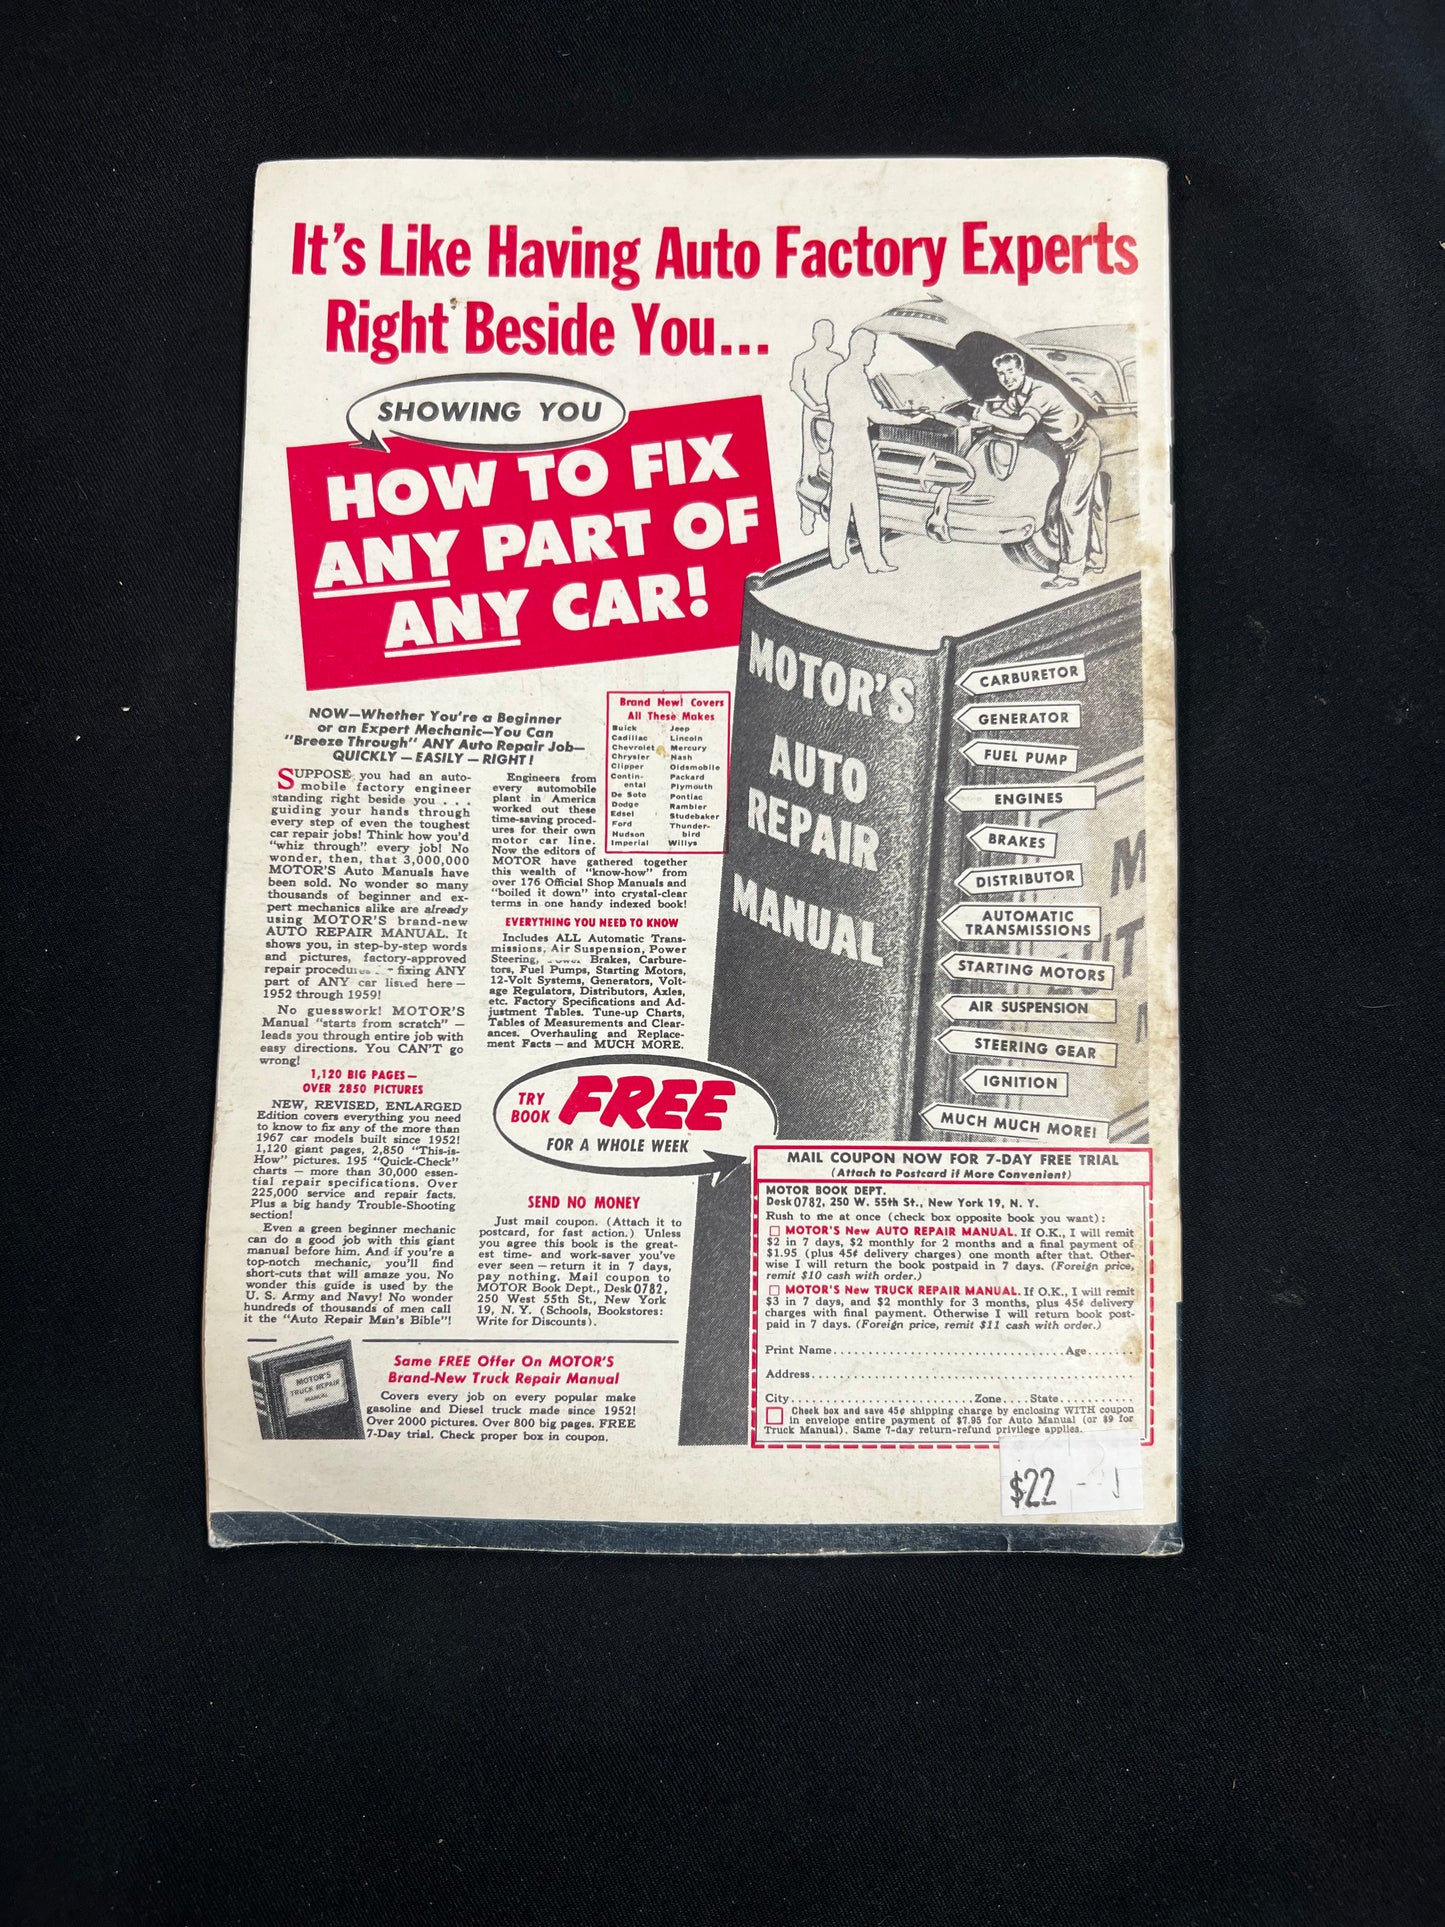 It's Like Having Auto Factory Experts
Right Beside You...
SHOWING YOU
HOW TO FIX
ANY PART OF
ANY CAR!
NOW—Whether You're a Beginner
or an Expert Mechanic—You Can
"Breeze Through" ANY Auto Repair Job—
QUICKLY — EASILY — RIGHT!
SUPPOSE you had an auto-
mobile factory engineer
standing right beside you . . .
guiding your hands through
every step of even the toughest
car repair jobs! Think how you'd
"whiz through" every job! No
wonder, then, that 3,000,000
MOTOR'S Auto Manuals have
been sold. No wonder so many
thousands of beginner and ex-
pert mechanics alike are already
using MOTOR'S brand-new
AUTO REPAIR MANUAL. It
shows you, in step-by-step words
and pictures, factory-approved
repair procedures fixing ANY
part of ANY car listed here —
1952 through 1959!
No guesswork! MOTOR'S
Manual "starts from scratch" —
leads you through entire job with
easy directions. You CAN'T go
wrong!
1,120 BIG PAGES—
OVER 2850 PICTURES
NEW, REVISED, ENLARGED
Edition covers everything you need
to know to fix any of the more than
1967 car models built since 1952!
1,120 giant pages, 2,850 "This-is-
How" pictures. 195 "Quick-Check"
charts — more than 30,000 essen-
tial repair specifications. Over
225,000 service and repair facts.
Plus a big handy Trouble-Shooting
section!
Even a green beginner mechanic
can do a good job with this giant
manual before him. And if you're a
top-notch mechanic, you'll find
short-cuts that will amaze you. No
wonder this guide is used by the
U. S. Army and Navy! No wonder
hundreds of thousands of men call
it the "Auto Repair Man's Bible"!
Engineers from
every automobile
plant in America
worked out these
time-saving proced-
ures for their own
motor car line.
Now the editors of
MOTOR have gathered together
this wealth of "know-how" from
over 176 Official Shop Manuals and
"boiled it down" into crystal-clear
terms in one handy indexed book!
EVERYTHING YOU NEED TO KNOW
Includes ALL Automatic Trans-
missions, Air Suspension, Power
Steering, Brakes, Carbure-
tors, Fuel Pumps, Starting Motors,
12-Volt Systems, Generators, Volt-
age Regulators, Distributors, Axles,
etc. Factory Specifications and Ad-
justment Tables. Tune-up Charts,
Tables of Measurements and Clear-
ances. Overhauling and Replace-
ment Facts — and MUCH MORE.
Brand New! Covers
All These Makes
Buick
Cadillac
Chevrolet
Chrysler
Clipper
Contin-
ental
De Soto
Dodge
Edsel
Ford
Hudson
Imperial
Jeep
Lincoln
Mercury
Nash
Oldsmobile
Packard
Plymouth
Pontiac
Rambler
Studebaker
Thunder-
bird
Willys
TRY
BOOK
FREE
FOR A WHOLE WEEK
SEND NO MONEY
Just mail coupon. (Attach it to
postcard, for fast action.) Unless
you agree this book is the great-
est time- and work-saver you've
ever seen — return it in 7 days,
pay nothing. Mail coupon to
MOTOR Book Dept., Desk 0782,
250 West 55th St., New York
19, N. Y. (Schools, Bookstores:
Write for Discounts).
MOTOR'S
TRUCK REPAIR
MANUAL
Same FREE Offer On MOTOR'S
Brand-New Truck Repair Manual
Covers every job on every popular make
gasoline and Diesel truck made since 1952!
Over 2000 pictures. Over 800 big pages. FREE
7-Day trial. Check proper box in coupon.
MOTOR'S
AUTO
REPAIR
MANUAL
CARBURETOR
GENERATOR
FUEL PUMP
ENGINES
BRAKES
DISTRIBUTOR
AUTOMATIC
TRANSMISSIONS
STARTING MOTORS
AIR SUSPENSION
STEERING GEAR
IGNITION
MUCH MUCH MORE!
MAIL COUPON NOW FOR 7-DAY FREE TRIAL
(Attach to Postcard if More Convenient)
MOTOR BOOK DEPT.
Desk 0782, 250 W. 55th St., New York 19, N. Y.
Rush to me at once (check box opposite book you want):
☐ MOTOR'S New AUTO REPAIR MANUAL. If O.K., I will remit
$2 in 7 days, $2 monthly for 2 months and a final payment of
$1.95 (plus 45¢ delivery charges) one month after that. Other-
wise I will return the book postpaid in 7 days. (Foreign price,
remit $10 cash with order.)
☐ MOTOR'S New TRUCK REPAIR MANUAL. If O.K., I will remit
$3 in 7 days, and $2 monthly for 3 months, plus 45¢ delivery
charges with final payment. Otherwise I will return book post-
paid in 7 days. (Foreign price, remit $11 cash with order.)
Print Name..............................Age........
Address..............................
City..............................Zone.....State..........
☐ Check box and save 45¢ shipping charge by enclosing WITH coupon
in envelope entire payment of $7.95 for Auto Manual (or $9 for
Truck Manual). Same 7-day return-refund privilege applies.
$22